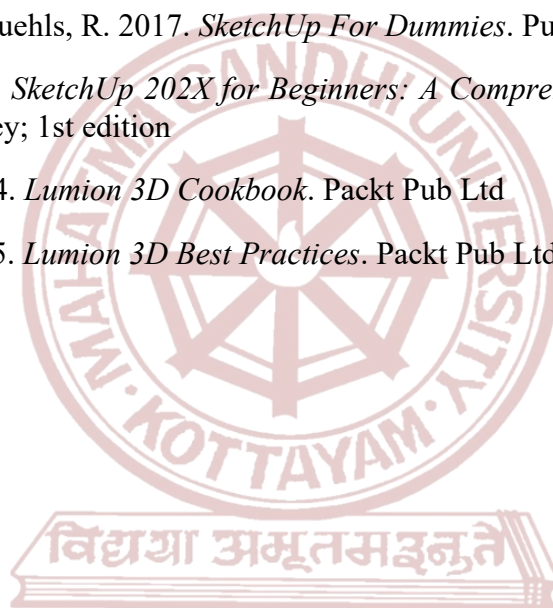 uehls, R. 2017. SketchUp For Dummies. Pu
SketchUp 202X for Beginners: A Compre
ey; 1st edition
4. Lumion 3D Cookbook. Packt Pub Ltd
5. Lumion 3D Best Practices. Packt Pub Ltd
MAHATMA GANDHI UNIVERSITY
KOTTAYAM
विद्यया अमृतमश्नुते